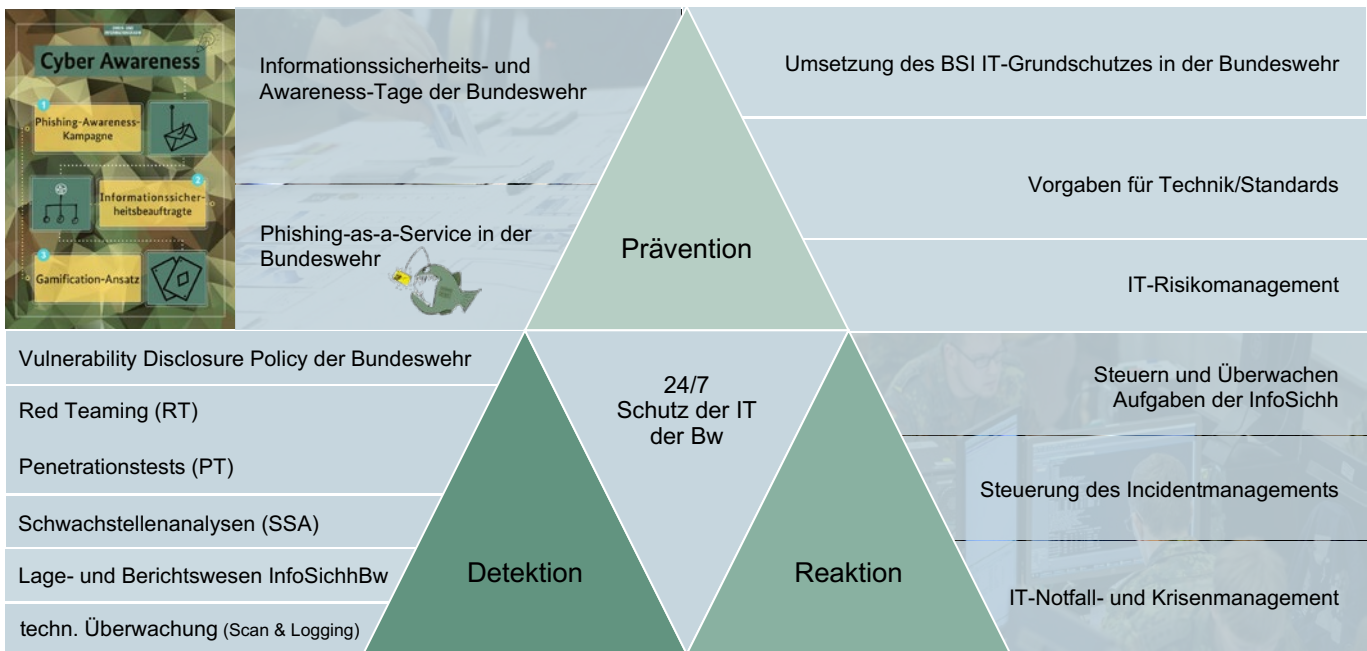 Cyber Awareness
1
Phishing-Awareness-
Kampagne
2
Informationssicher-
heitsbeauftragte
3
Gamification-Ansatz
Informationssicherheits- und
Awareness-Tage der Bundeswehr
Phishing-as-a-Service in der
Bundeswehr
Prävention
Umsetzung des BSI IT-Grundschutzes in der Bundeswehr
Vorgaben für Technik/Standards
IT-Risikomanagement
Vulnerability Disclosure Policy der Bundeswehr
Red Teaming (RT)
Penetrationstests (PT)
Schwachstellenanalysen (SSA)
Lage- und Berichtswesen InfoSichhBw
techn. Überwachung (Scan & Logging)
Detektion
24/7
Schutz der IT
der Bw
Reaktion
Steuern und Überwachen
Aufgaben der InfoSichh
Steuerung des Incidentmanagements
IT-Notfall- und Krisenmanagement